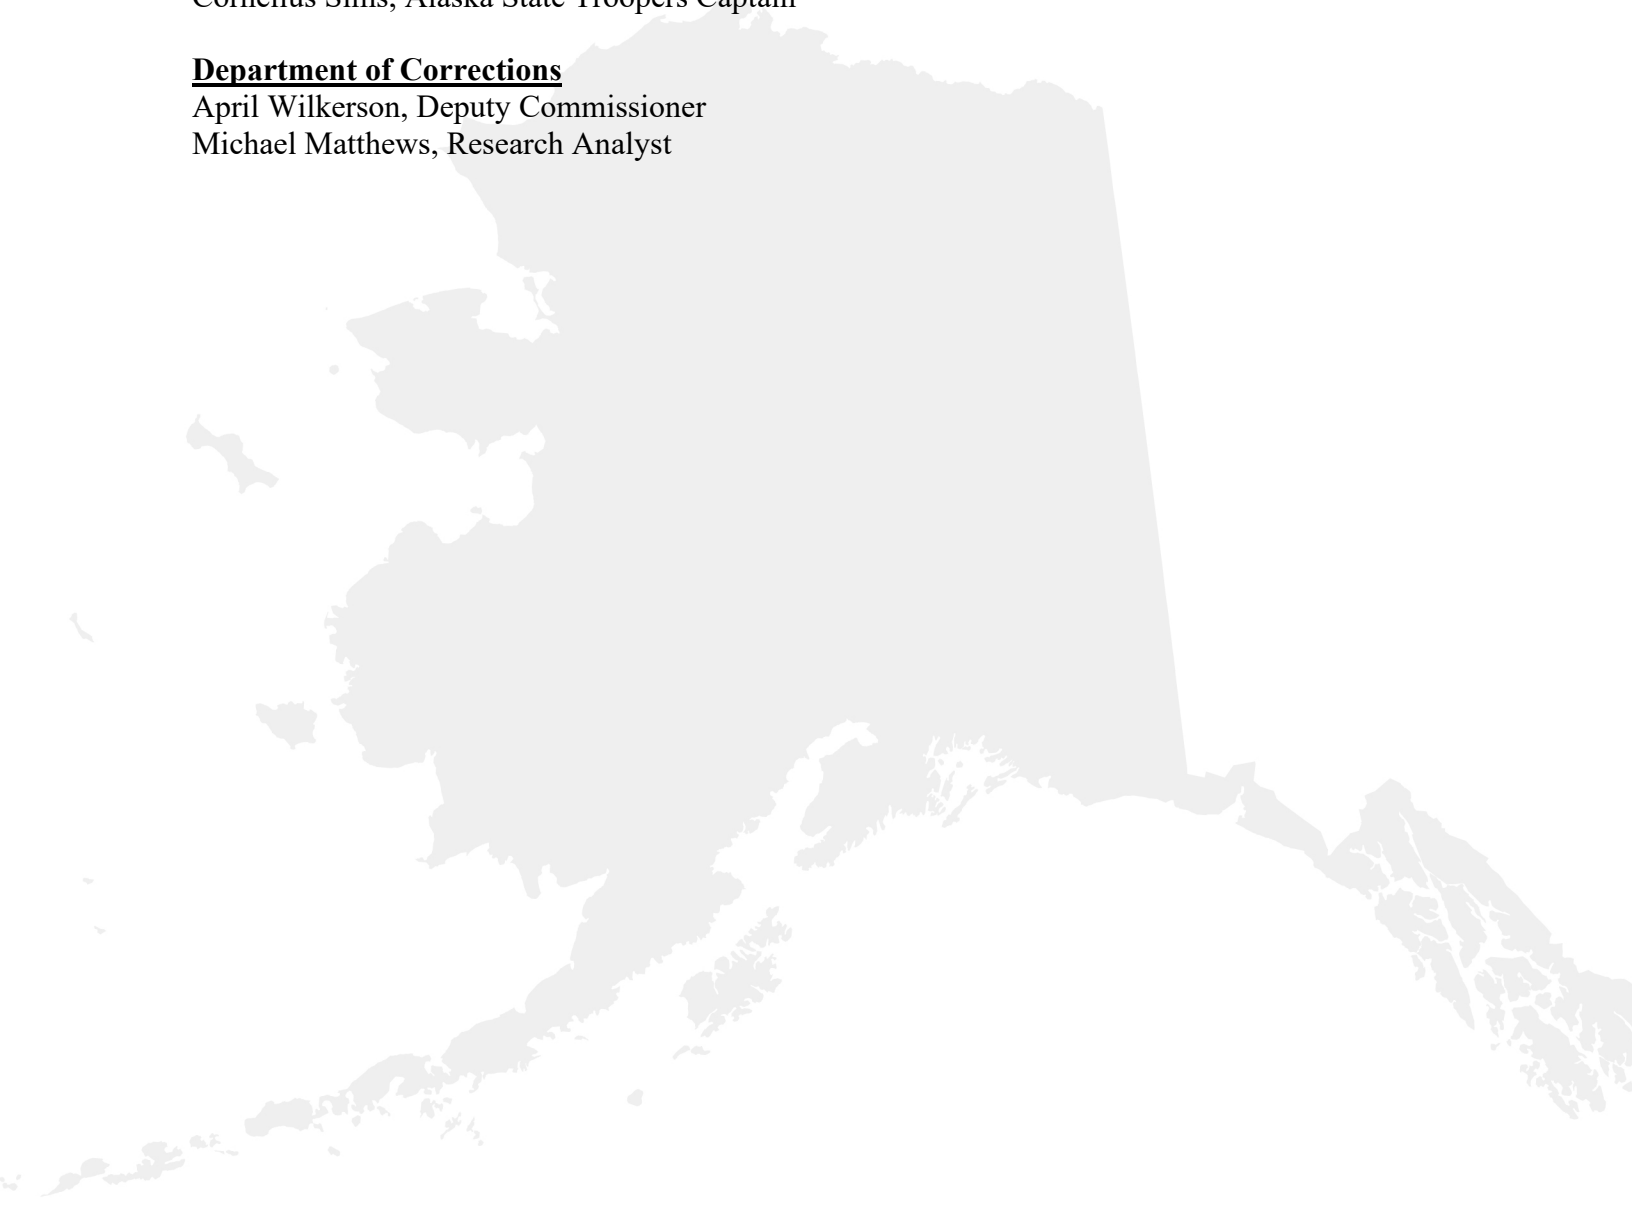 Cornelius Sims, Alaska State Troopers Captain
Department of Corrections
April Wilkerson, Deputy Commissioner
Michael Matthews, Research Analyst